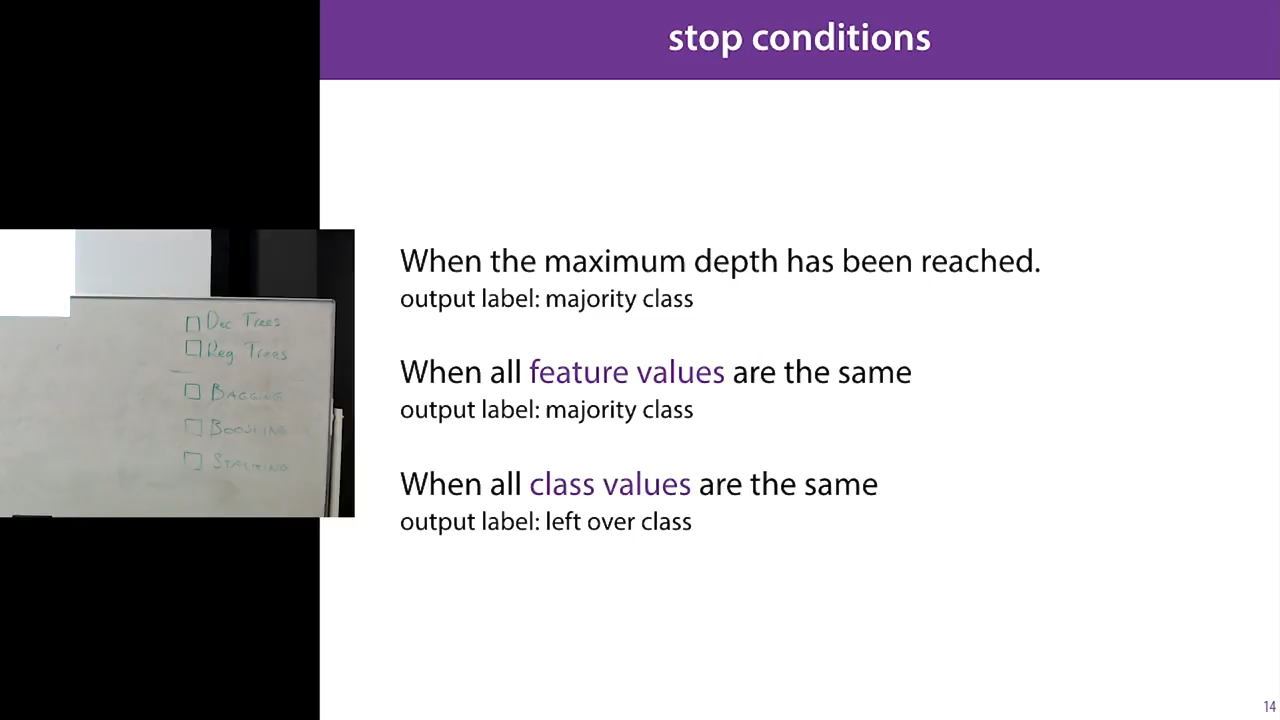 stop conditions
When the maximum depth has been reached.
output label: majority class
When all feature values are the same
output label: majority class
When all class values are the same
output label: left over class
Dec Trees
Reg Trees
BAGGING
BOOSTING
STACKING
14